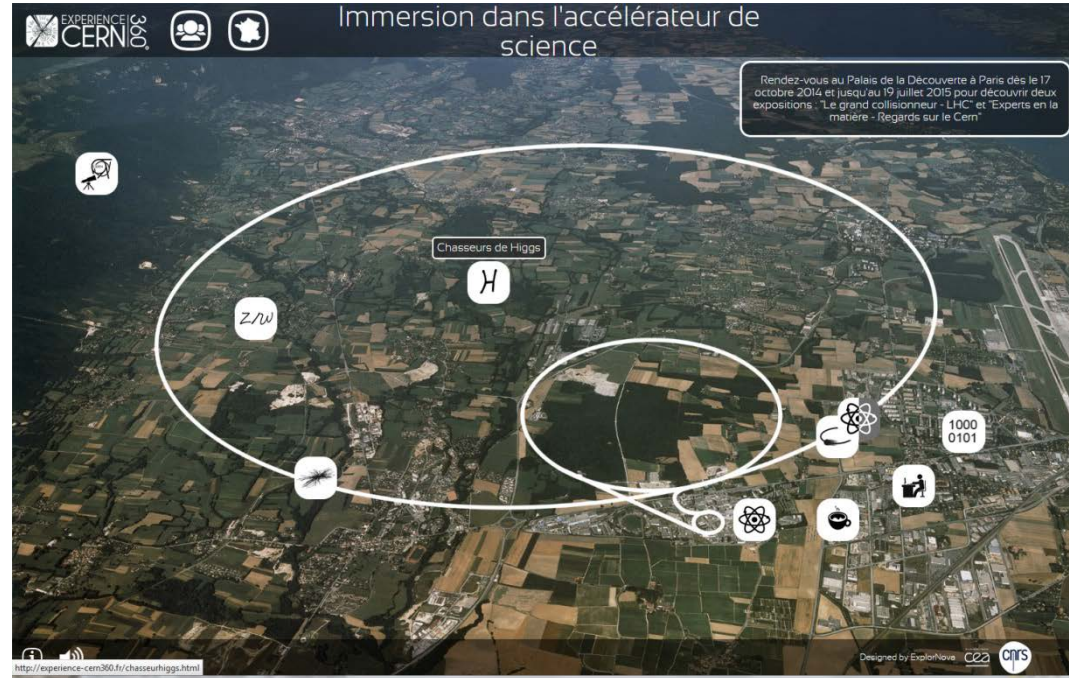 EXPERIENCE
CERN
360
Immersion dans l'accélérateur de
science
Rendez-vous au Palais de la Découverte à Paris dès le 17
octobre 2014 et jusqu'au 19 juillet 2015 pour découvrir deux
expositions : "Le grand collisionneur - LHC" et "Experts en la
matière - Regards sur le Cern"
Chasseurs de Higgs
H
Z/W
1000
0101
i
http://experience-cern360.fr/chasseurhiggs.html
Designed by ExplorNova
cea
cnrs